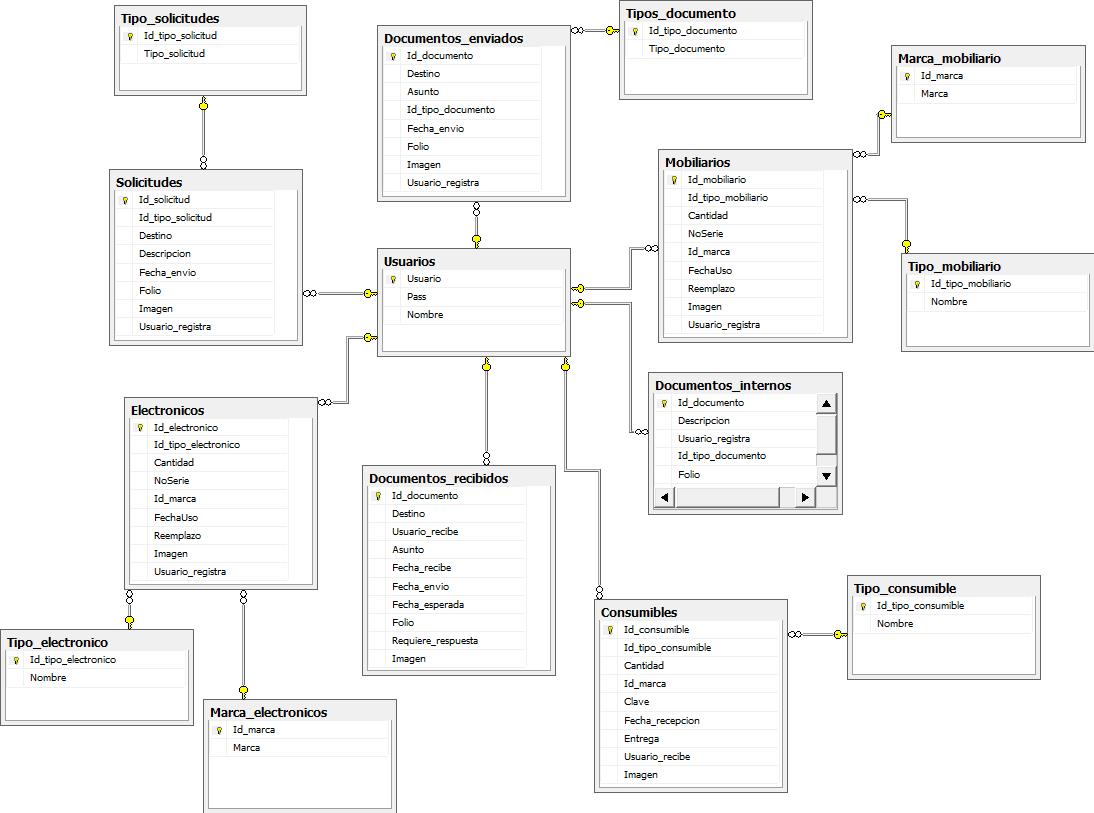 Tipo_solicitudes
Id_tipo_solicitud
Tipo_solicitud
Documentos_enviados
Id_documento
Destino
Asunto
Id_tipo_documento
Fecha_envio
Folio
Imagen
Usuario_registra
Tipos_documento
Id_tipo_documento
Tipo_documento
Marca_mobiliario
Id_marca
Marca
Solicitudes
Id_solicitud
Id_tipo_solicitud
Destino
Descripcion
Fecha_envio
Folio
Imagen
Usuario_registra
Usuarios
Usuario
Pass
Nombre
Mobiliarios
Id_mobiliario
Id_tipo_mobiliario
Cantidad
NoSerie
Id_marca
FechaUso
Reemplazo
Imagen
Usuario_registra
Tipo_mobiliario
Id_tipo_mobiliario
Nombre
Electronicos
Id_electronico
Id_tipo_electronico
Cantidad
NoSerie
Id_marca
FechaUso
Reemplazo
Imagen
Usuario_registra
Documentos_recibidos
Id_documento
Destino
Usuario_recibe
Asunto
Fecha_recibe
Fecha_envio
Fecha_esperada
Folio
Requiere_respuesta
Imagen
Documentos_internos
Id_documento
Descripcion
Usuario_registra
Id_tipo_documento
Folio
Tipo_electronico
Id_tipo_electronico
Nombre
Marca_electronicos
Id_marca
Marca
Consumibles
Id_consumible
Id_tipo_consumible
Cantidad
Id_marca
Clave
Fecha_recepcion
Entrega
Usuario_recibe
Imagen
Tipo_consumible
Id_tipo_consumible
Nombre